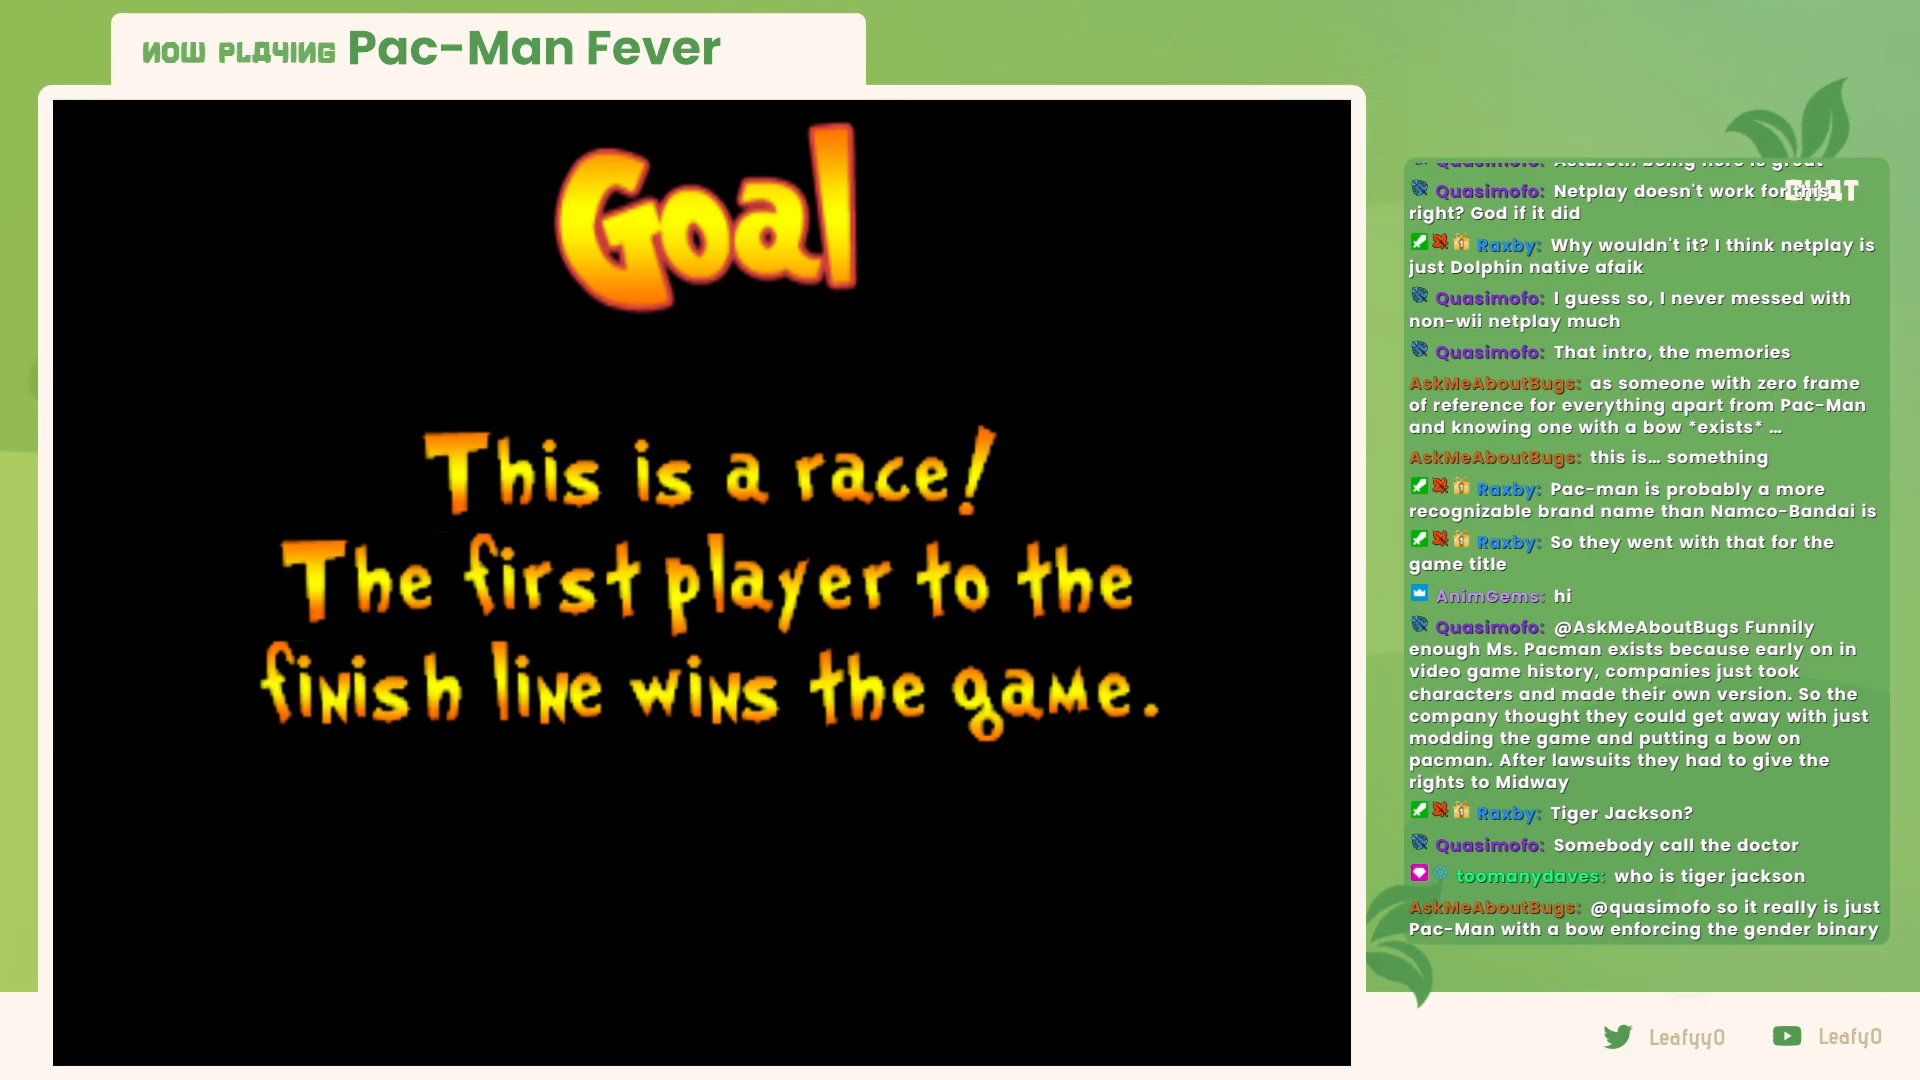 NOW PLAYING Pac-Man Fever
Goal
This is a race!
The first player to the
finish line wins the game.
CHAT
Quasimofo: Astaroth being here is great
Quasimofo: Netplay doesn't work for this
right? God if it did
Raxby: Why wouldn't it? I think netplay is
just Dolphin native afaik
Quasimofo: I guess so, I never messed with
non-wii netplay much
Quasimofo: That intro, the memories
AskMeAboutBugs: as someone with zero frame
of reference for everything apart from Pac-Man
and knowing one with a bow *exists* ...
AskMeAboutBugs: this is... something
Raxby: Pac-man is probably a more
recognizable brand name than Namco-Bandai is
Raxby: So they went with that for the
game title
AnimGems: hi
Quasimofo: @AskMeAboutBugs Funnily
enough Ms. Pacman exists because early on in
video game history, companies just took
characters and made their own version. So the
company thought they could get away with just
modding the game and putting a bow on
pacman. After lawsuits they had to give the
rights to Midway
Raxby: Tiger Jackson?
Quasimofo: Somebody call the doctor
toomanydaves: who is tiger jackson
AskMeAboutBugs: @quasimofo so it really is just
Pac-Man with a bow enforcing the gender binary
Leafyy0
Leafy0